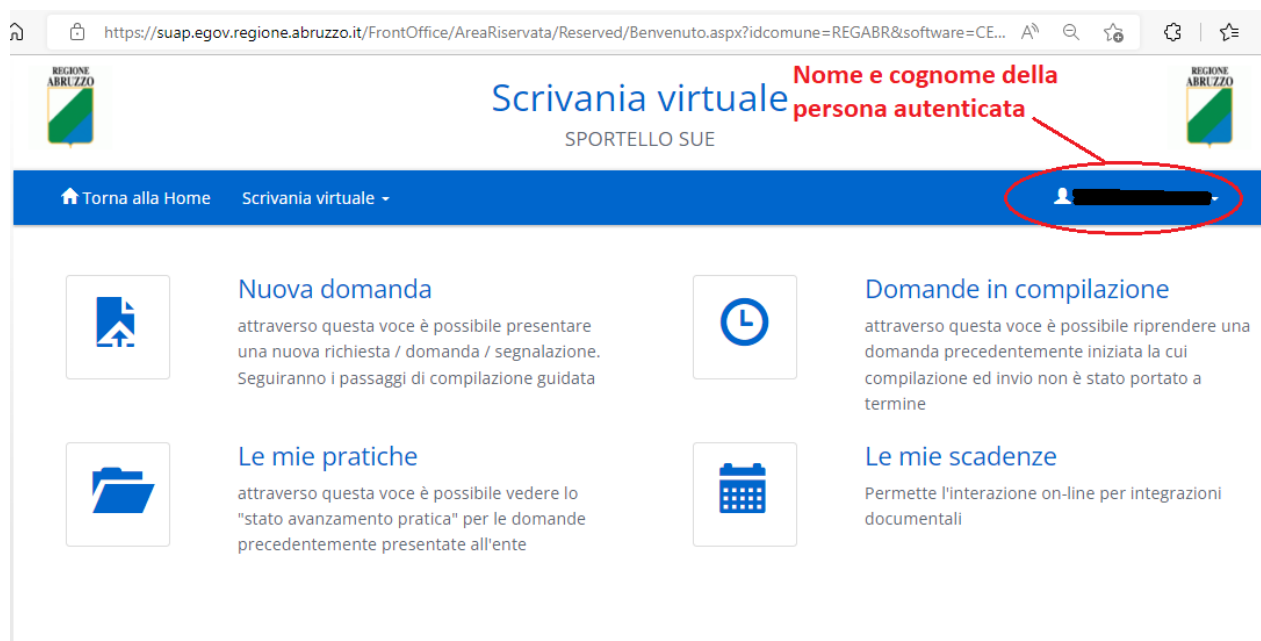 https://suap.egov.regione.abruzzo.it/FrontOffice/AreaRiservata/Reserved/Benvenuto.aspx?idcomune=REGABR&software=CE...
REGIONE
ABRUZZO
Scrivania virtuale
SPORTELLO SUE
Nome e cognome della
persona autenticata
REGIONE
ABRUZZO
Torna alla Home
Scrivania virtuale
Nuova domanda
attraverso questa voce è possibile presentare
una nuova richiesta / domanda / segnalazione.
Seguiranno i passaggi di compilazione guidata
Domande in compilazione
attraverso questa voce è possibile riprendere una
domanda precedentemente iniziata la cui
compilazione ed invio non è stato portato a
termine
Le mie pratiche
attraverso questa voce è possibile vedere lo
"stato avanzamento pratica" per le domande
precedentemente presentate all'ente
Le mie scadenze
Permette l'interazione on-line per integrazioni
documentali